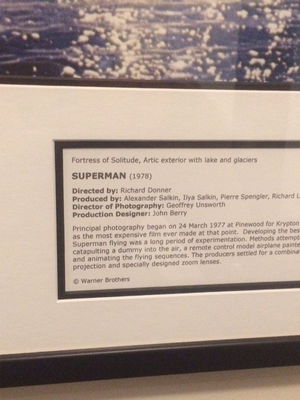 Fortress of Solitude, Artic exterior with lake and glaciers
SUPERMAN (1978)
Directed by: Richard Donner
Produced by: Alexander Salkin, Ilya Salkin, Pierre Spengler, Richard L
Director of Photography: Geoffrey Unsworth
Production Designer: John Berry
Principal photography began on 24 March 1977 at Pinewood for Krypton
as the most expensive film ever made at that point. Developing the bes
Superman flying was a long period of experimentation. Methods attempt
catapulting a dummy into the air, a remote control model airplane painte
and animating the flying sequences. The producers settled for a combina
projection and specially designed zoom lenses.
© Warner Brothers